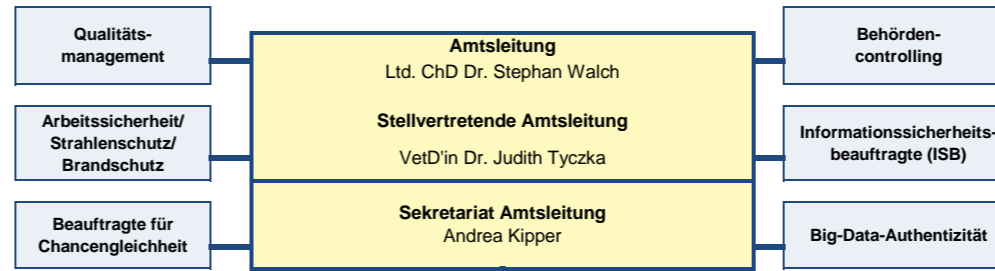 Qualitäts-
management
Arbeitssicherheit/
Strahlenschutz/
Brandschutz
Beauftragte für
Chancengleichheit
Amtsleitung
Ltd. ChD Dr. Stephan Walch
Stellvertretende Amtsleitung
VetD'in Dr. Judith Tyczka
Sekretariat Amtsleitung
Andrea Kipper
Behörden-
controlling
Informationssicherheits-
beauftragte (ISB)
Big-Data-Authentizität